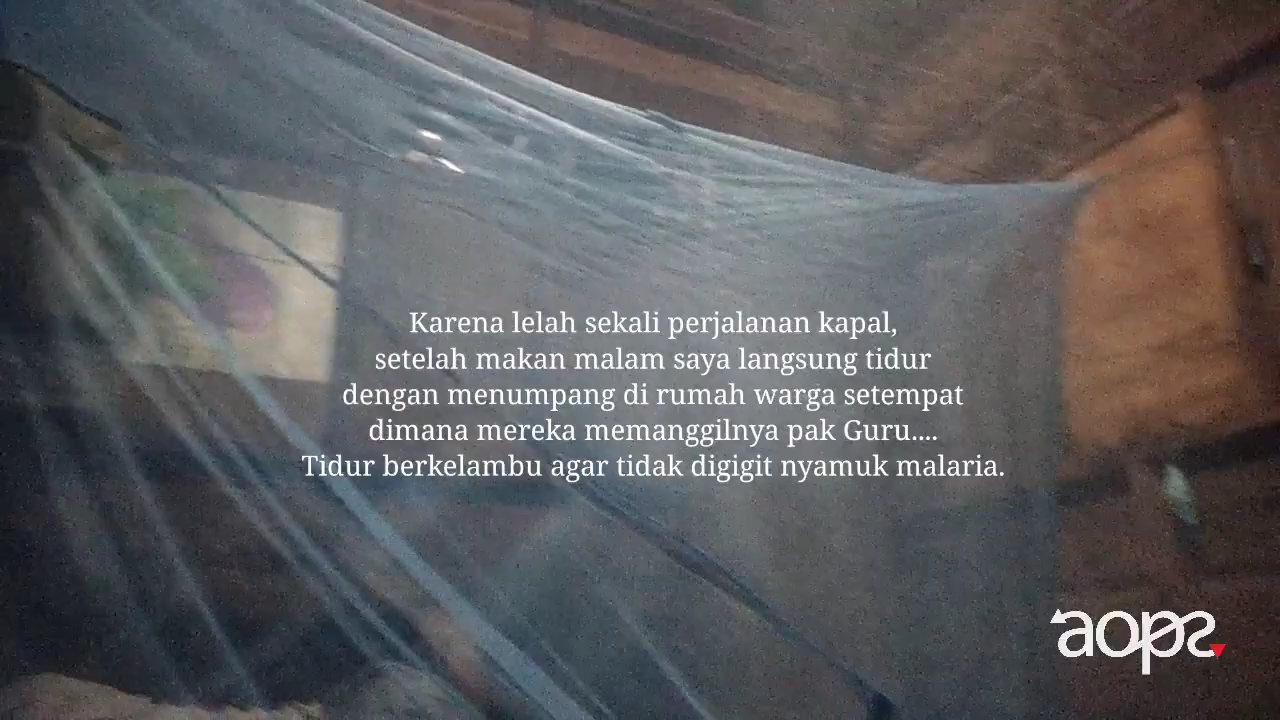 Karena lelah sekali perjalanan kapal,
setelah makan malam saya langsung tidur
dengan menumpang di rumah warga setempat
dimana mereka memanggilnya pak Guru....
Tidur berkelambu agar tidak digigit nyamuk malaria.
aops